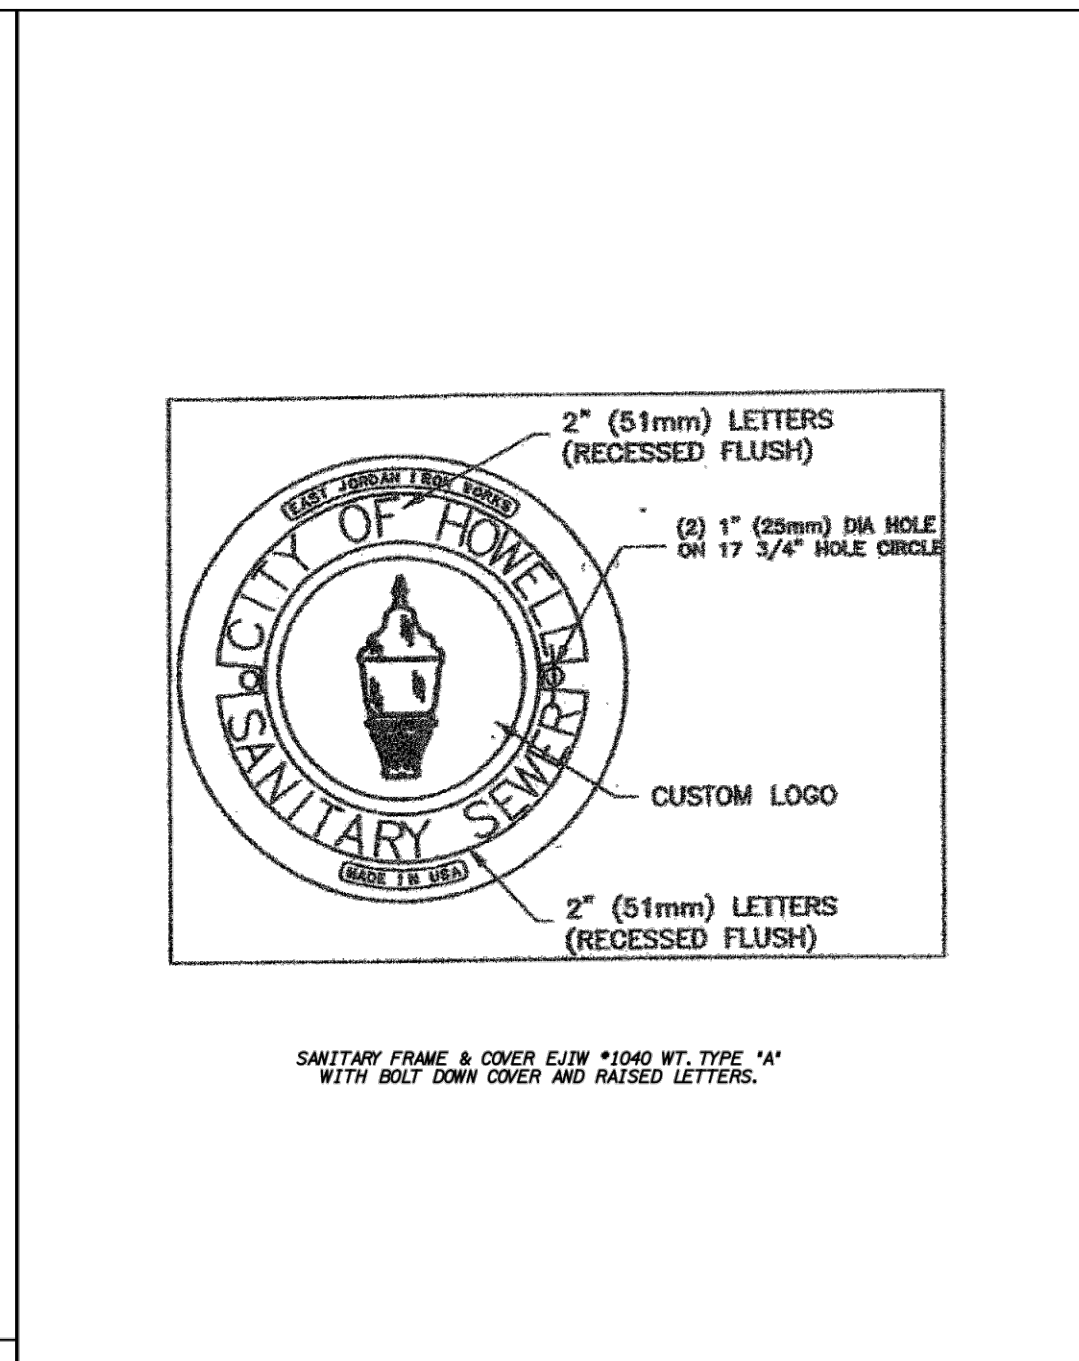 2" (51mm) LETTERS
(RECESSED FLUSH)
EAST JORDAN IRON WORKS
CITY OF HOWELL
(2) 1" (25mm) DIA HOLE
ON 17 3/4" HOLE CIRCLE
SANITARY SEWER
CUSTOM LOGO
MADE IN USA
2" (51mm) LETTERS
(RECESSED FLUSH)
SANITARY FRAME & COVER EJIW *1040 WT. TYPE "A"
WITH BOLT DOWN COVER AND RAISED LETTERS.